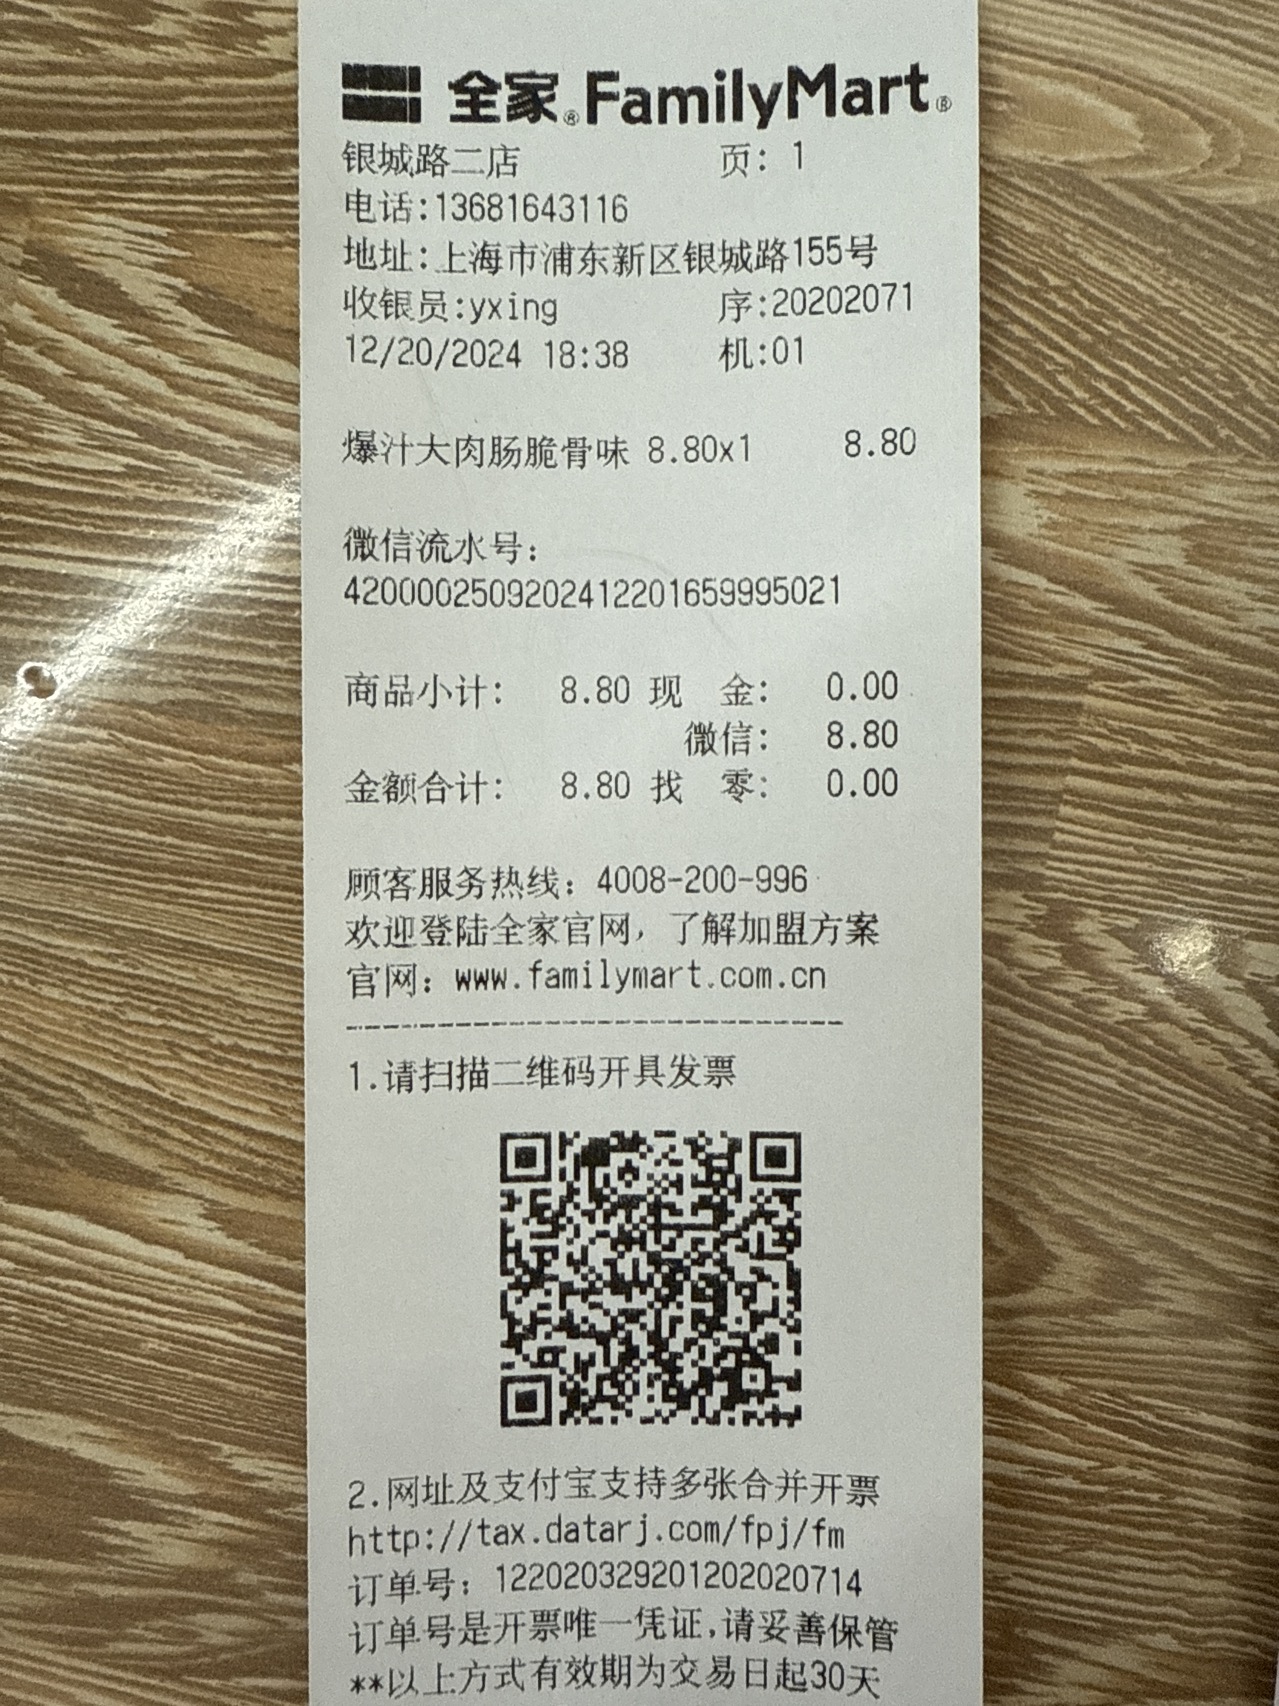 全家® FamilyMart®
银城路二店 页: 1
电话:13681643116
地址:上海市浦东新区银城路155号
收银员:yxing 序:20202071
12/20/2024 18:38 机:01
爆汁大肉肠脆骨味 8.80x1 8.80
微信流水号:
4200002509202412201659995021
商品小计: 8.80 现 金: 0.00
微信: 8.80
金额合计: 8.80 找 零: 0.00
顾客服务热线: 4008-200-996
欢迎登陆全家官网, 了解加盟方案
官网: www.familymart.com.cn
--------------------------------
1.请扫描二维码开具发票
2.网址及支付宝支持多张合并开票
http://tax.datarj.com/fpj/fm
订单号: 122020329201202020714
订单号是开票唯一凭证,请妥善保管
**以上方式有效期为交易日起30天